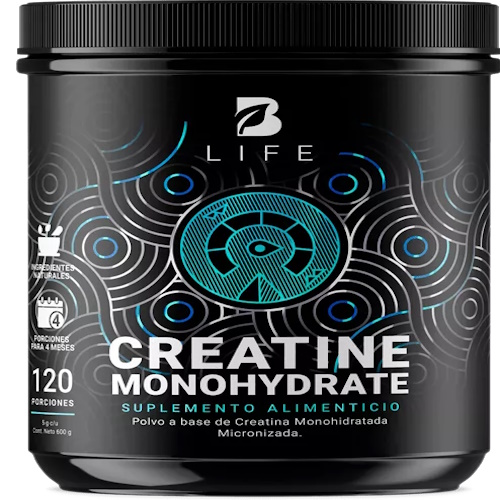 B
LIFE
INGREDIENTES
NATURALES
4
PORCIONES
PARA 4 MESES
120
PORCIONES
5 g c/u
Cont. Neto 600 g
CREATINE
MONOHYDRATE
SUPLEMENTO ALIMENTICIO
Polvo a base de Creatina Monohidratada
Micronizada.